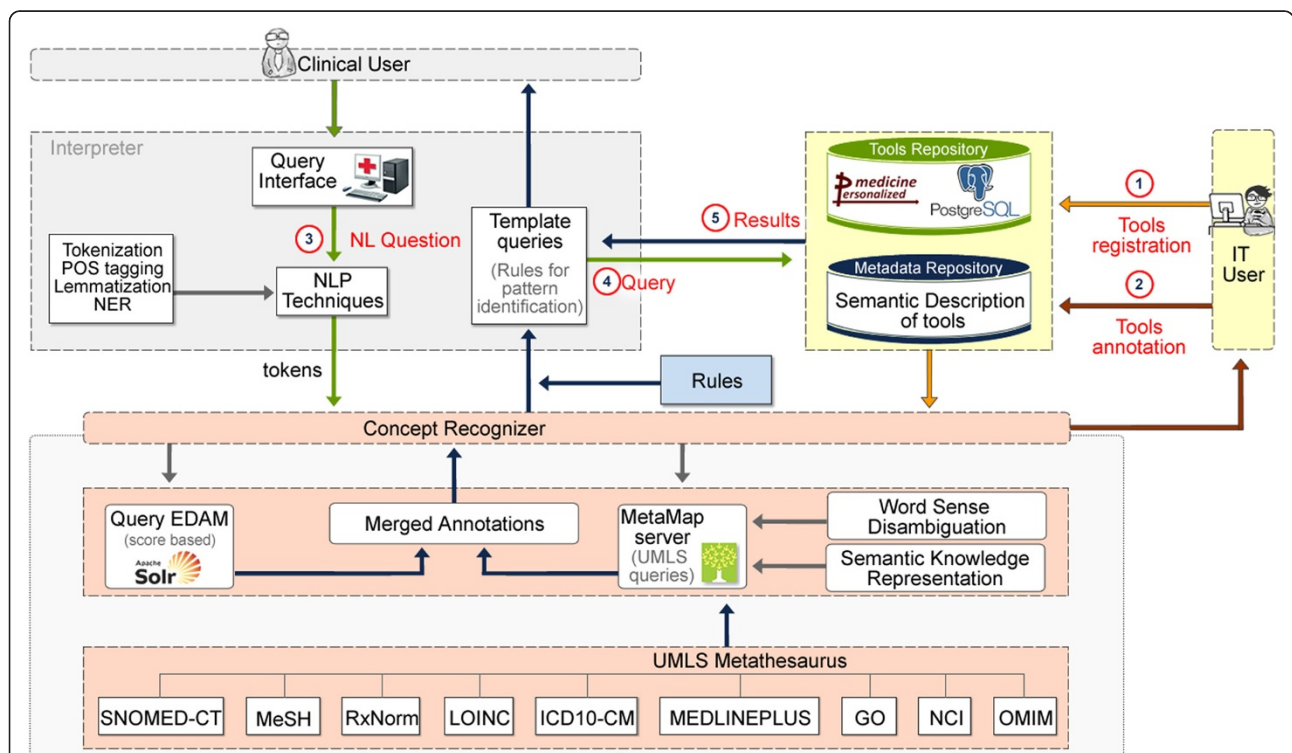 Clinical User
Interpreter
Query
Interface
3
NL Question
Tokenization
POS tagging
Lemmatization
NER
NLP
Techniques
tokens
Template
queries
(Rules for
pattern
identification)
5
Results
4
Query
Rules
Tools Repository
p medicine
personalized
PostgreSQL
Metadata Repository
Semantic Description
of tools
1
Tools
registration
2
Tools
annotation
IT
User
Concept Recognizer
Query EDAM
(score based)
Apache
Solr
Merged Annotations
MetaMap
server
(UMLS
queries)
Word Sense
Disambiguation
Semantic Knowledge
Representation
UMLS Metathesaurus
SNOMED-CT
MeSH
RxNorm
LOINC
ICD10-CM
MEDLINEPLUS
GO
NCI
OMIM